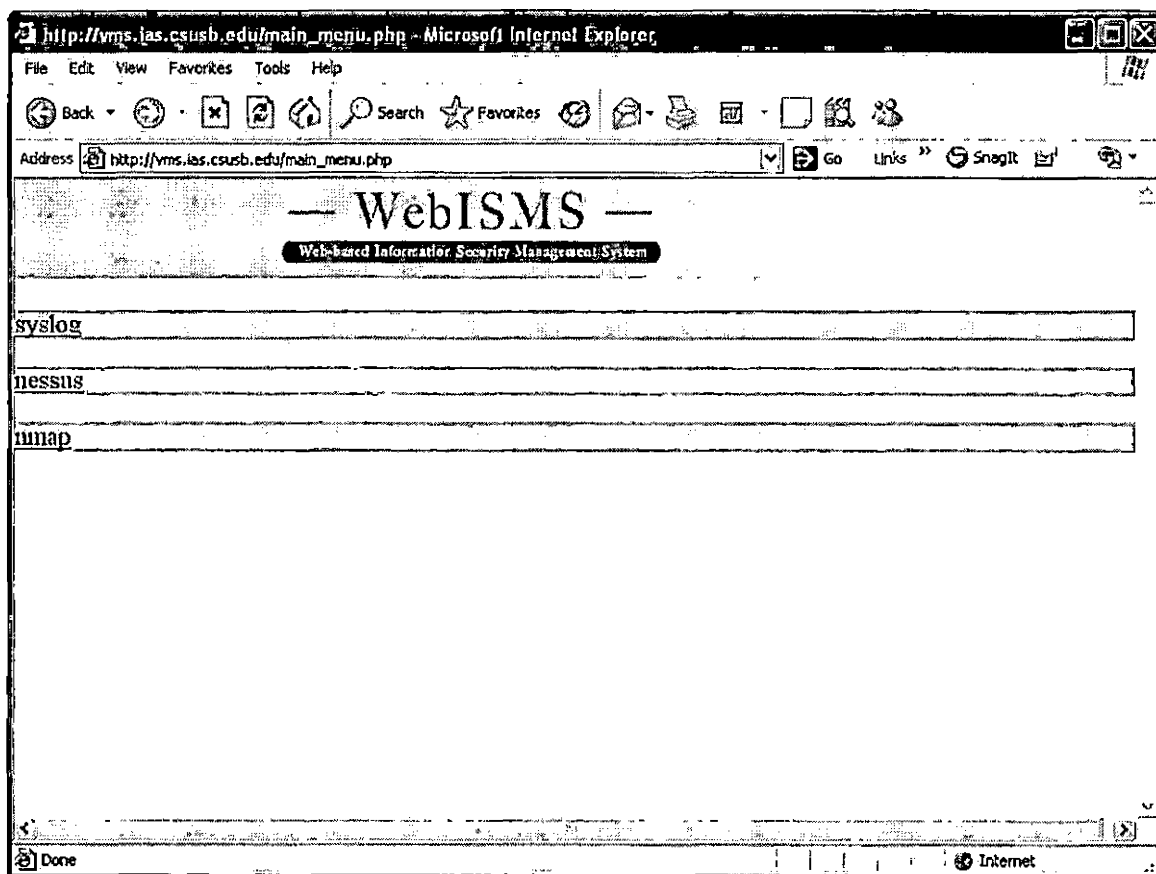 http://vms.ias.csusb.edu/main_menu.php - Microsoft Internet Explorer
File Edit View Favorites Tools Help
Back Search Favorites
Address http://vms.ias.csusb.edu/main_menu.php Go Links » SnagIt
— WebISMS —
Web-based Information Security Management System
syslog
nessus
nmap
Done Internet